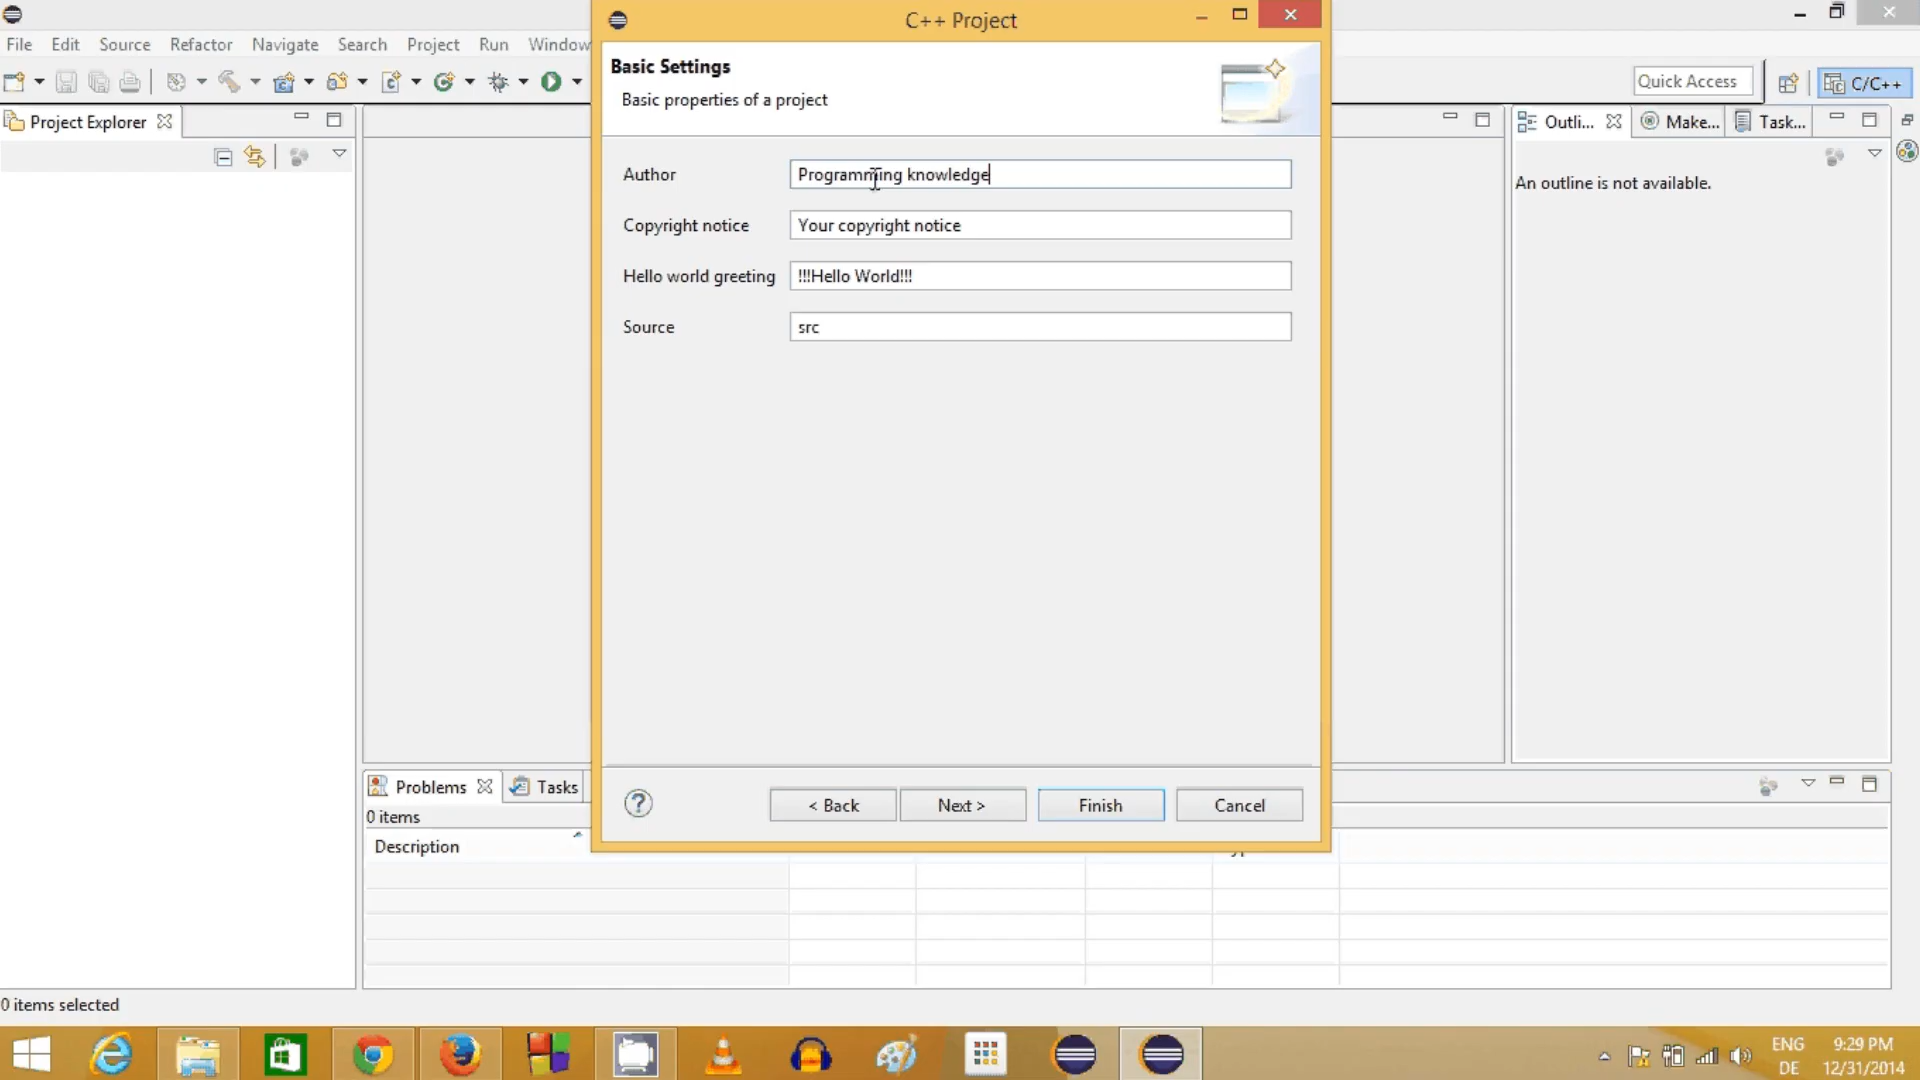 C++ Project
File Edit Source Refactor Navigate Search Project Run Window
Quick Access
C/C++
Project Explorer
Basic Settings
Basic properties of a project
Author
Programming knowledge
Copyright notice
Your copyright notice
Hello world greeting
!!!Hello World!!!
Source
src
< Back
Next >
Finish
Cancel
Outli...
Make...
Task...
An outline is not available.
Problems
Tasks
0 items
Description
0 items selected
ENG
DE
9:29 PM
12/31/2014